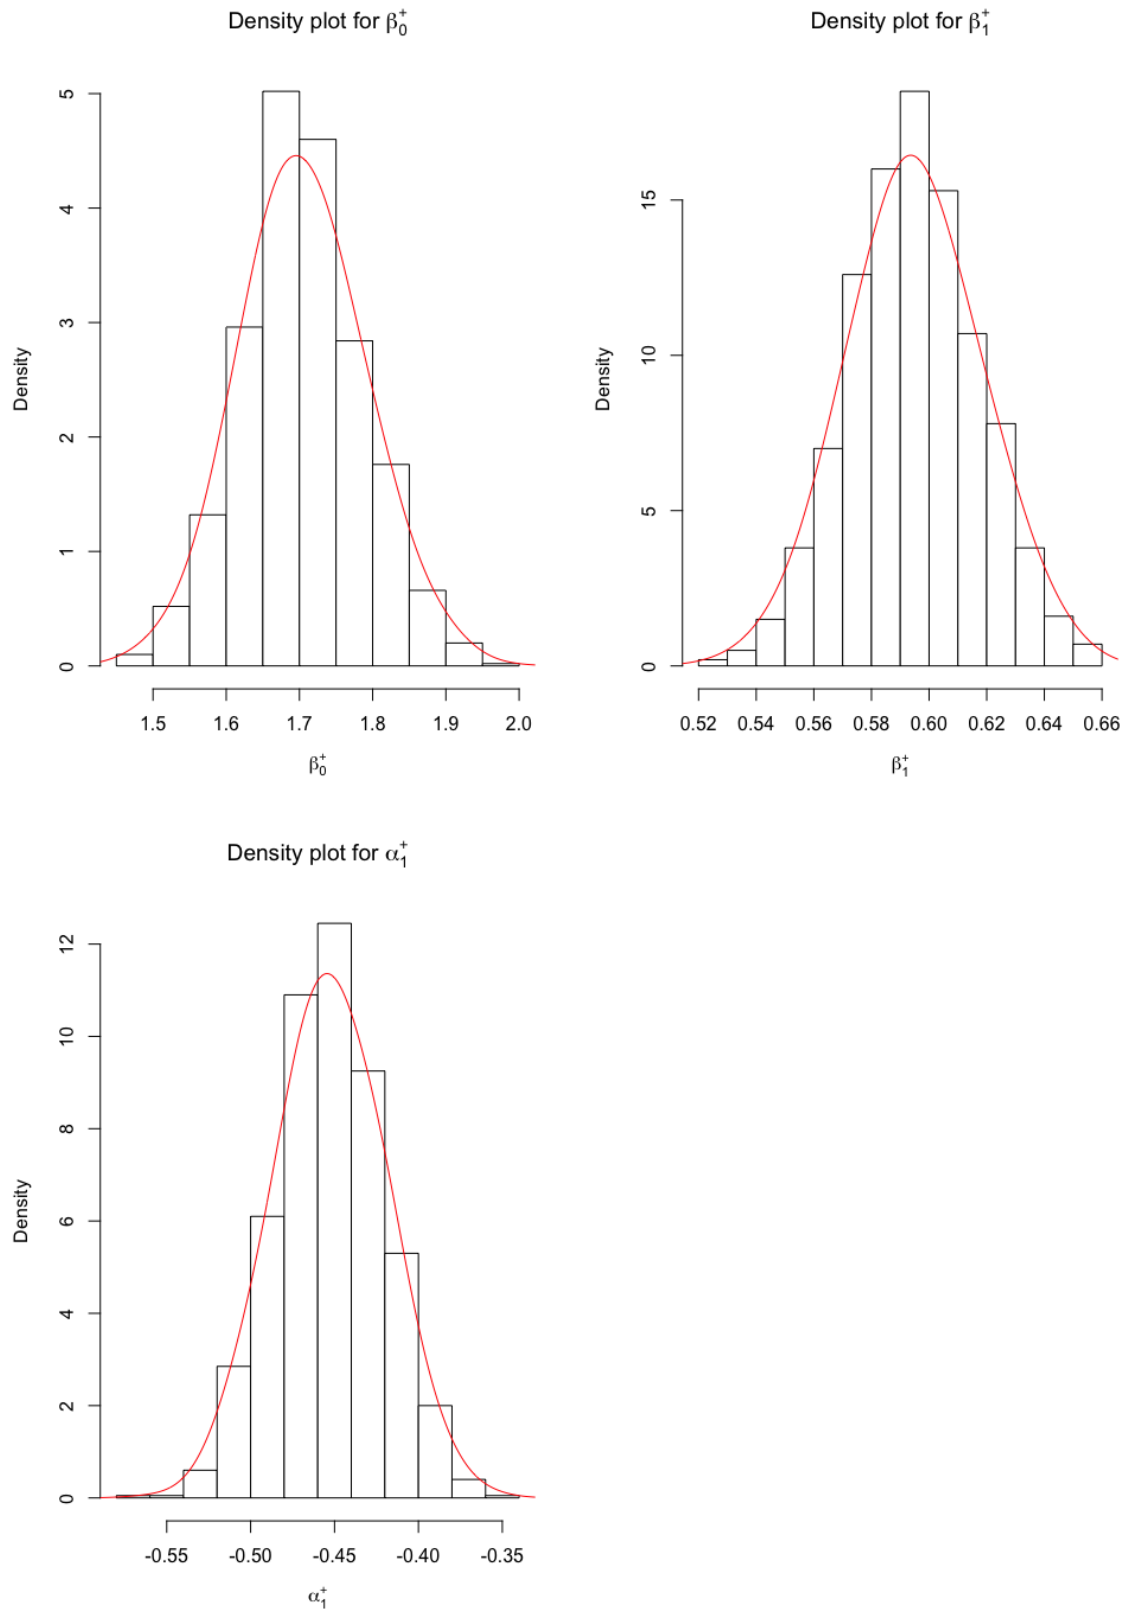 Density plot for β₀⁺
Density
5
4
3
2
1
0
1.5 1.6 1.7 1.8 1.9 2.0
β₀⁺
Density plot for β₁⁺
Density
15
10
5
0
0.52 0.54 0.56 0.58 0.60 0.62 0.64 0.66
β₁⁺
Density plot for α₁⁺
Density
12
10
8
6
4
2
0
-0.55 -0.50 -0.45 -0.40 -0.35
α₁⁺